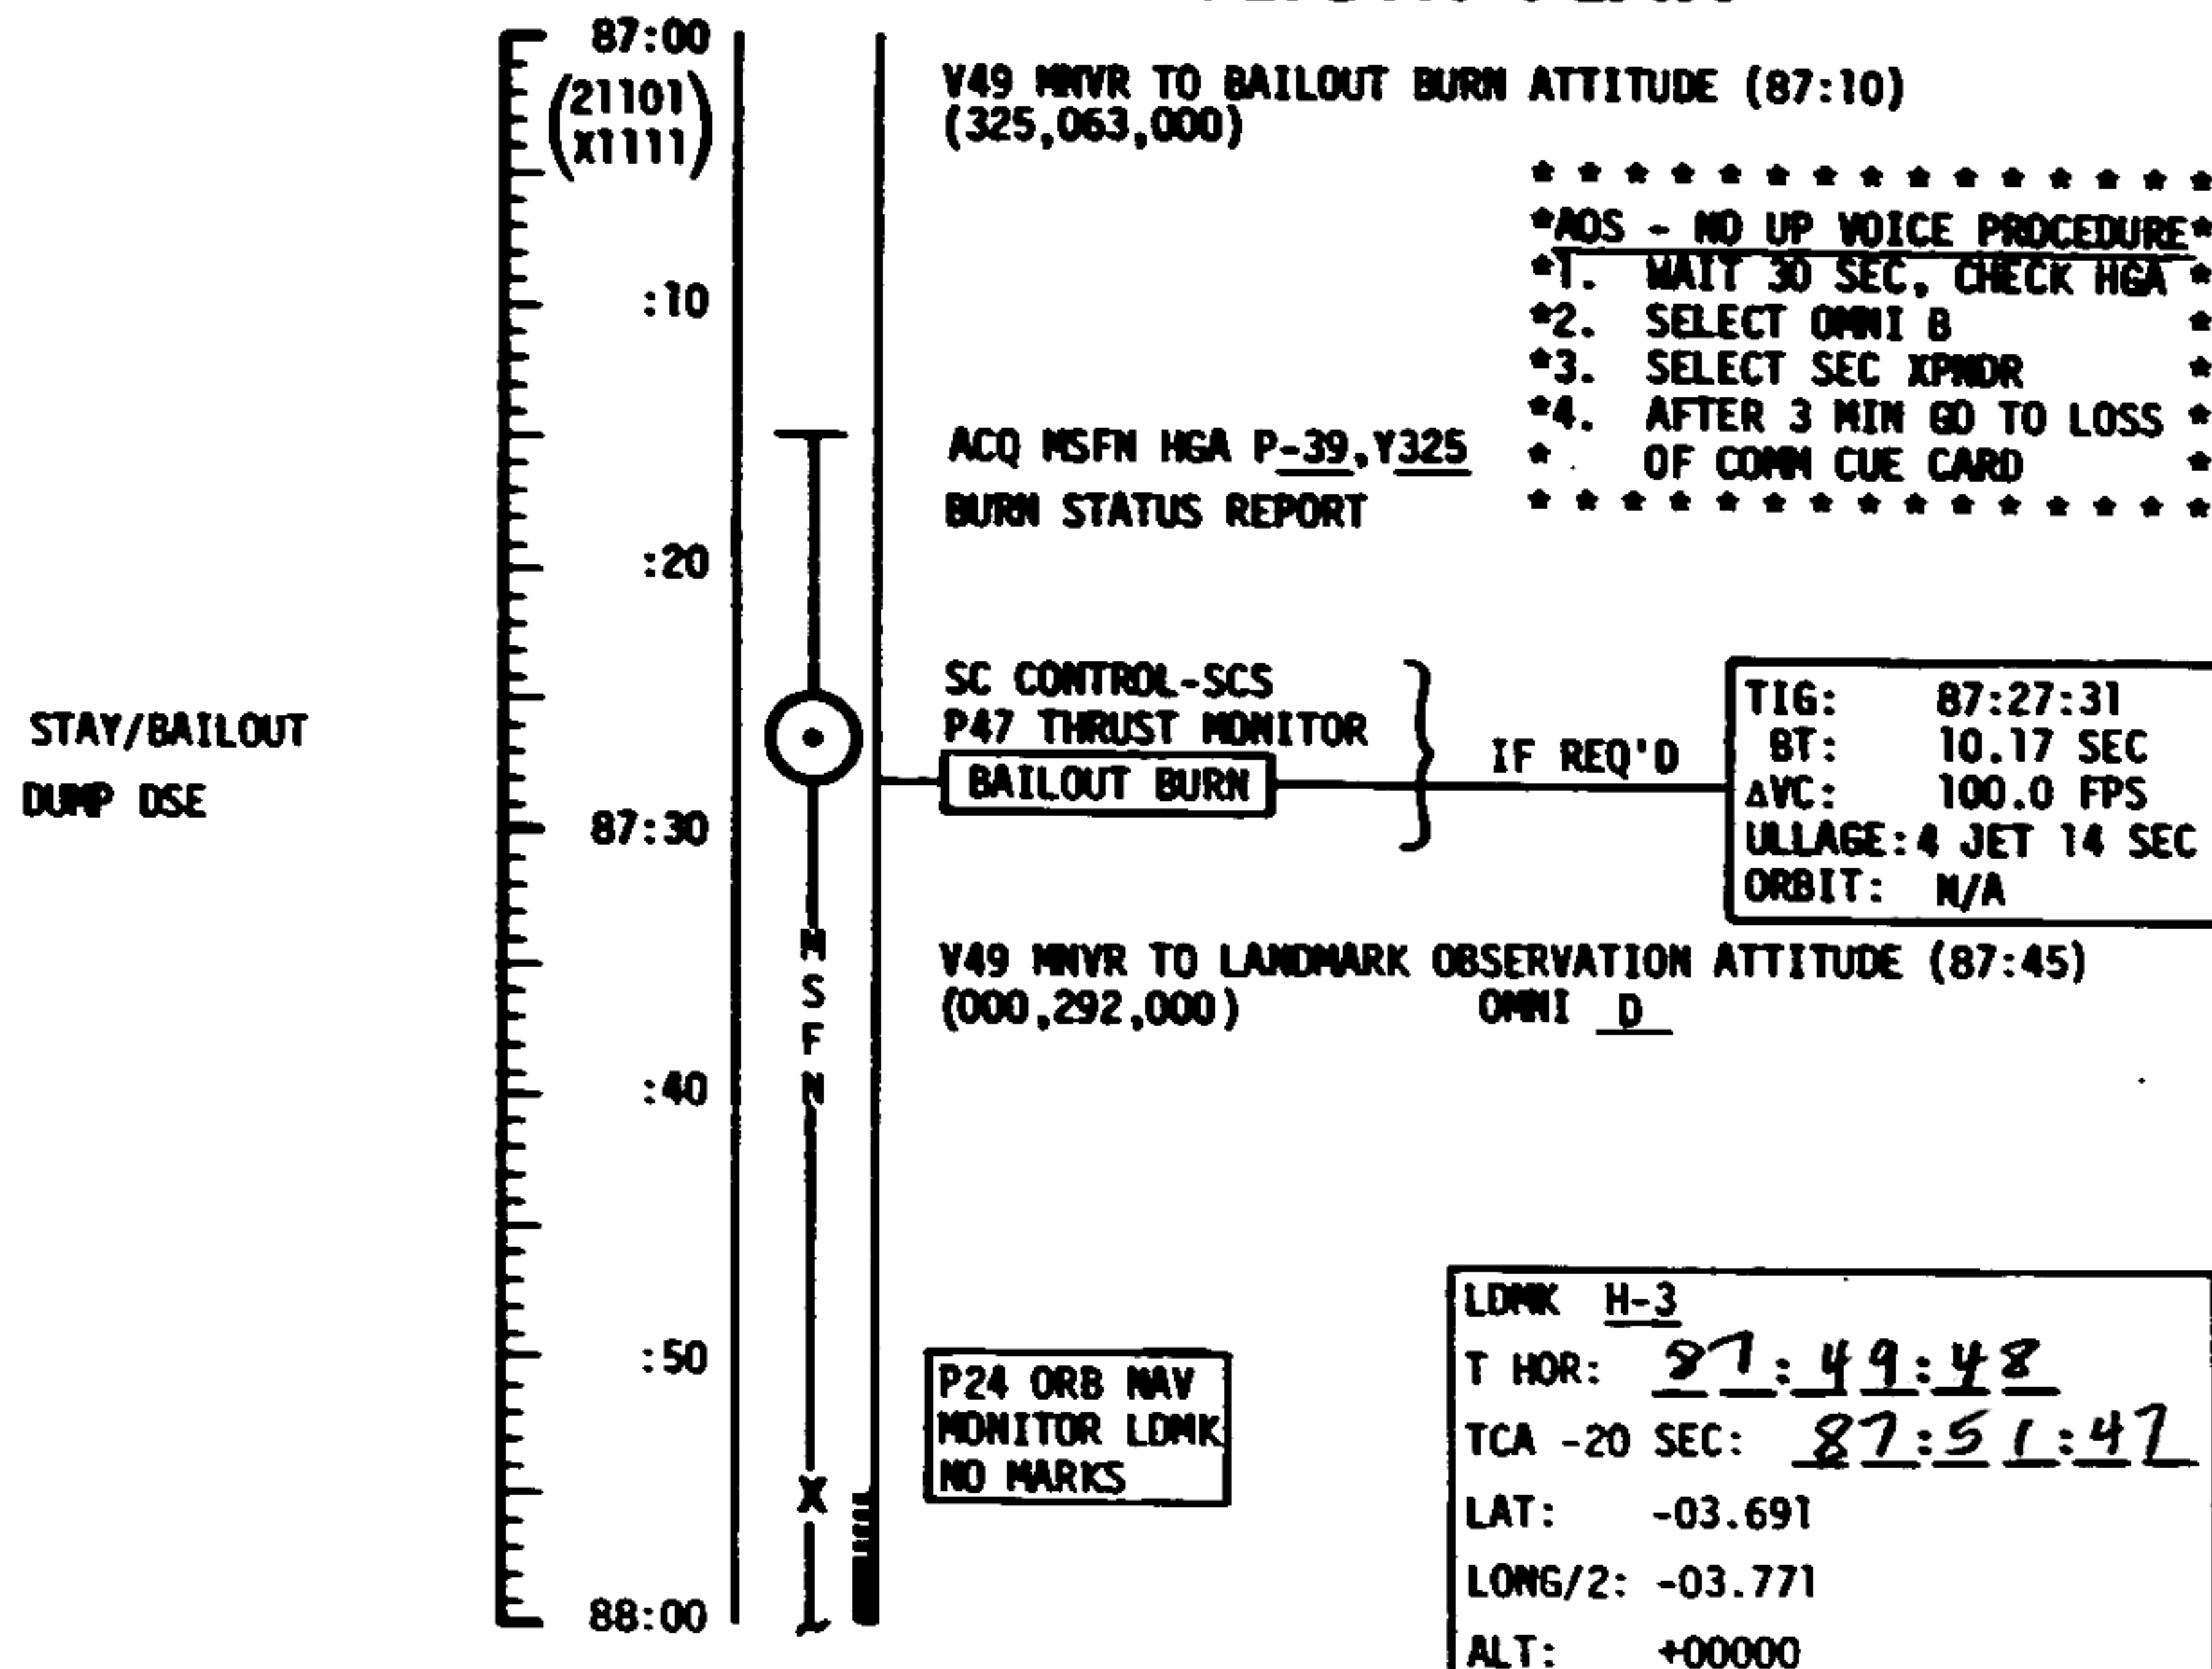 87:00
(21101
X1111)
V49 MNVR TO BAILOUT BURN ATTITUDE (87:10)
(325,063,000)
* * * * * * * * * * * * * * *
*AOS - NO UP VOICE PROCEDURE*
*1. WAIT 30 SEC, CHECK HGA *
*2. SELECT OMNI B *
*3. SELECT SEC XPNDR *
*4. AFTER 3 MIN GO TO LOSS *
* OF COMM CUE CARD *
* * * * * * * * * * * * * * *
:10
ACQ MSFN HGA P-39,Y325
BURN STATUS REPORT
:20
STAY/BAILOUT
DUMP DSE
SC CONTROL-SCS
P47 THRUST MONITOR
BAILOUT BURN
IF REQ'D
TIG: 87:27:31
BT: 10.17 SEC
ΔVC: 100.0 FPS
ULLAGE:4 JET 14 SEC
ORBIT: N/A
87:30
MSFN
V49 MNVR TO LANDMARK OBSERVATION ATTITUDE (87:45)
(000,292,000) OMNI D
:40
:50
P24 ORB NAV
MONITOR LDMK
NO MARKS
X
LDMK H-3
T HOR: 87:49:48
TCA -20 SEC: 87:51:47
LAT: -03.691
LONG/2: -03.771
ALT: +00000
88:00